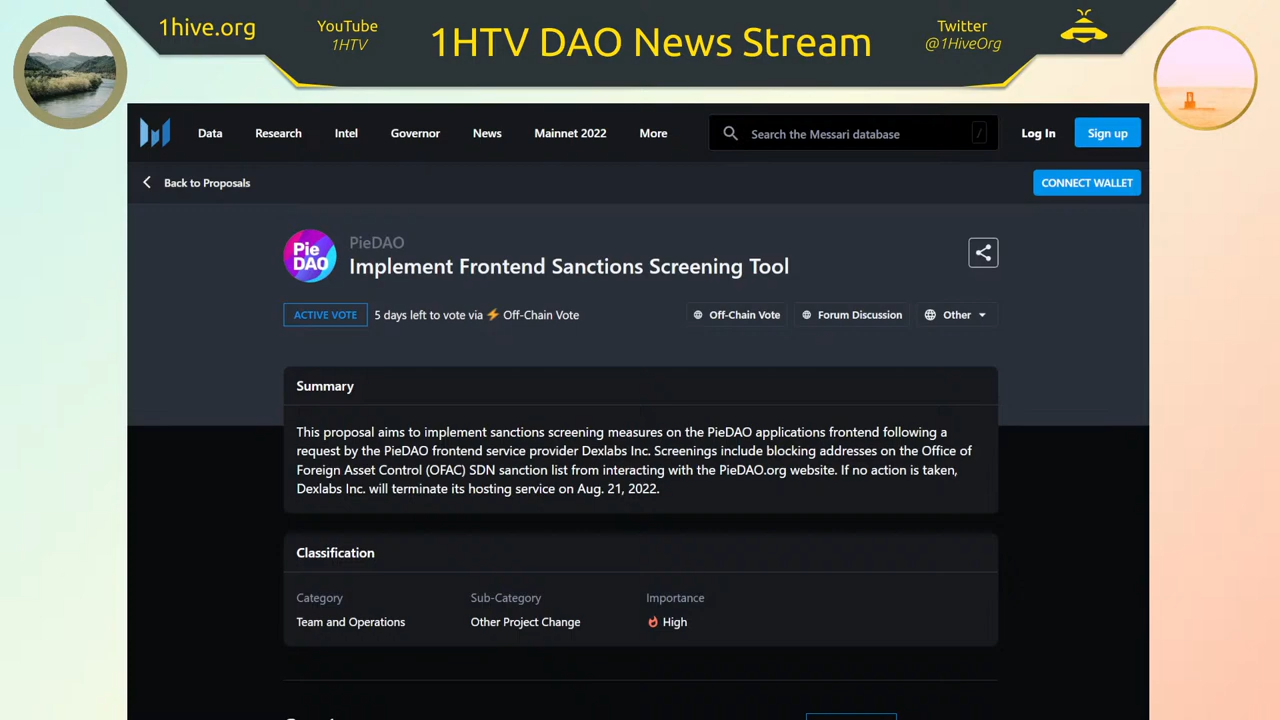 1hive.org
YouTube
1HTV
1HTV DAO News Stream
Twitter
@1HiveOrg
Data Research Intel Governor News Mainnet 2022 More Search the Messari database / Log In Sign up
Back to Proposals CONNECT WALLET
Pie
DAO
PieDAO
Implement Frontend Sanctions Screening Tool
ACTIVE VOTE 5 days left to vote via ⚡ Off-Chain Vote Off-Chain Vote Forum Discussion Other
Summary
This proposal aims to implement sanctions screening measures on the PieDAO applications frontend following a
request by the PieDAO frontend service provider Dexlabs Inc. Screenings include blocking addresses on the Office of
Foreign Asset Control (OFAC) SDN sanction list from interacting with the PieDAO.org website. If no action is taken,
Dexlabs Inc. will terminate its hosting service on Aug. 21, 2022.
Classification
Category Sub-Category Importance
Team and Operations Other Project Change High